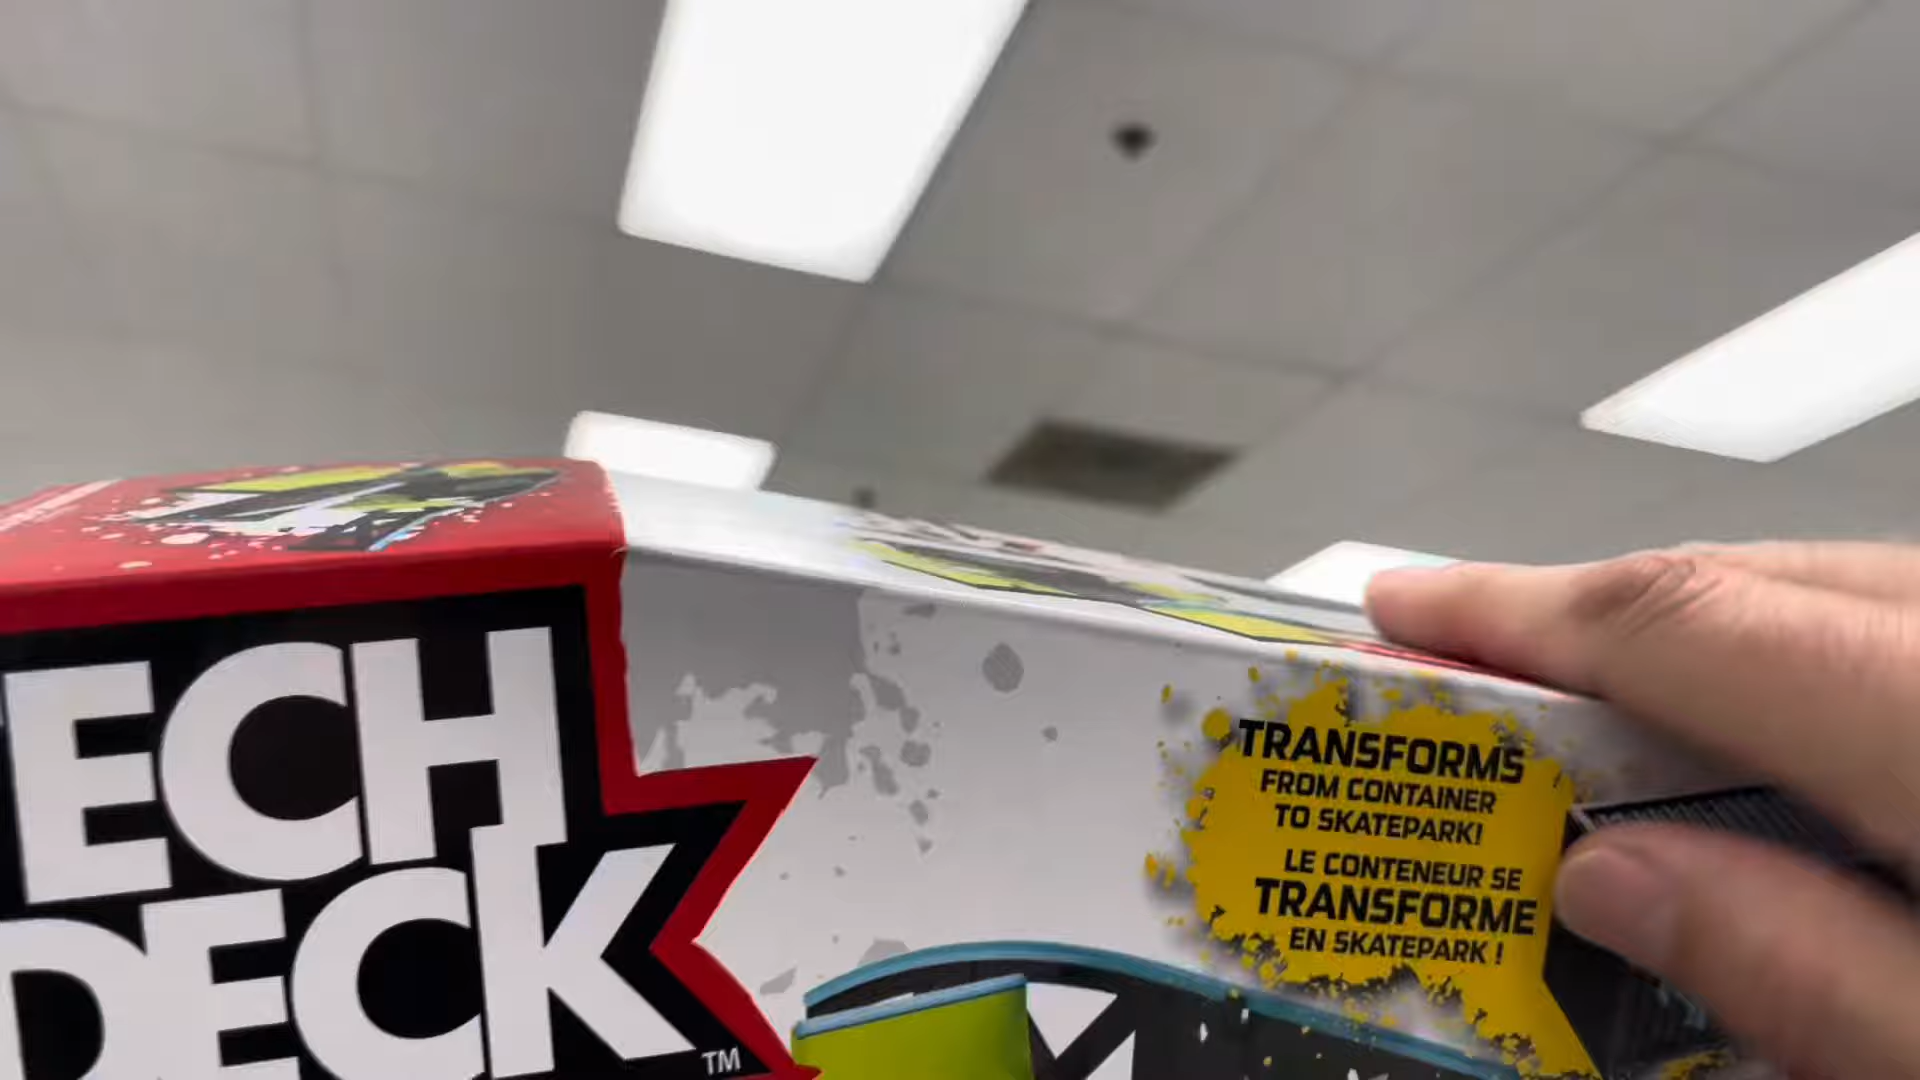 ECH
DECK
TM
TRANSFORMS
FROM CONTAINER
TO SKATEPARK!
LE CONTENEUR SE
TRANSFORME
EN SKATEPARK !